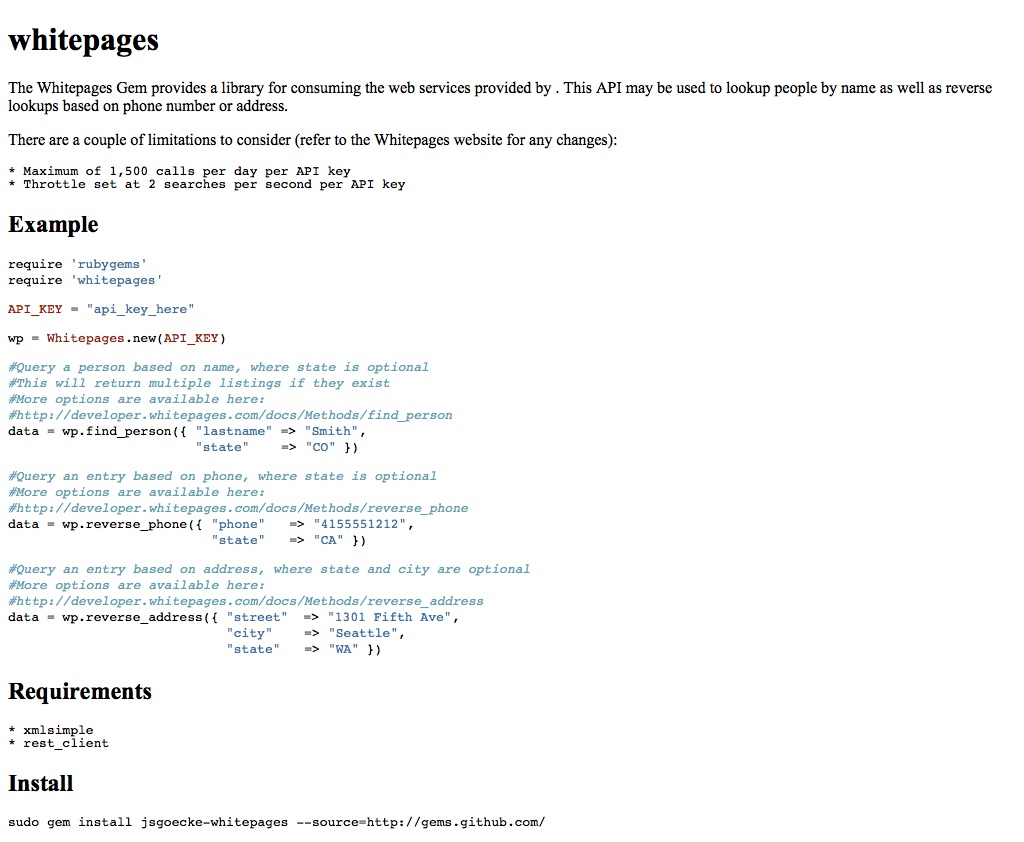 whitepages
The Whitepages Gem provides a library for consuming the web services provided by . This API may be used to lookup people by name as well as reverse
lookups based on phone number or address.
There are a couple of limitations to consider (refer to the Whitepages website for any changes):
* Maximum of 1,500 calls per day per API key
* Throttle set at 2 searches per second per API key
Example
require 'rubygems'
require 'whitepages'
API_KEY = "api_key_here"
wp = Whitepages.new(API_KEY)
#Query a person based on name, where state is optional
#This will return multiple listings if they exist
#More options are available here:
#http://developer.whitepages.com/docs/Methods/find_person
data = wp.find_person({ "lastname" => "Smith",
                        "state"    => "CO" })
#Query an entry based on phone, where state is optional
#More options are available here:
#http://developer.whitepages.com/docs/Methods/reverse_phone
data = wp.reverse_phone({ "phone"   => "4155551212",
                          "state"   => "CA" })
#Query an entry based on address, where state and city are optional
#More options are available here:
#http://developer.whitepages.com/docs/Methods/reverse_address
data = wp.reverse_address({ "street"  => "1301 Fifth Ave",
                            "city"    => "Seattle",
                            "state"   => "WA" })
Requirements
* xmlsimple
* rest_client
Install
sudo gem install jsgoecke-whitepages --source=http://gems.github.com/